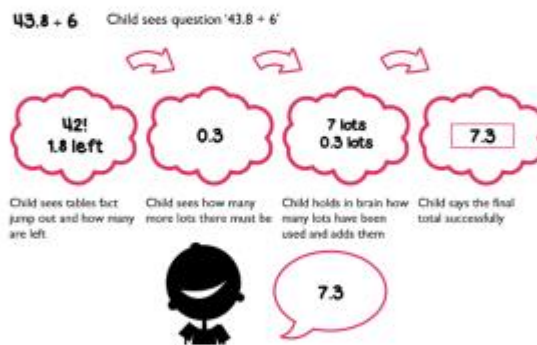 43.8 ÷ 6
Child sees question '43.8 ÷ 6'
42!
1.8 left
0.3
7 lots
0.3 lots
7.3
Child sees tables fact
jump out and how many
are left
Child sees how many
more lots there must be
Child holds in brain how
many lots have been
used and adds them
Child says the final
total successfully
7.3